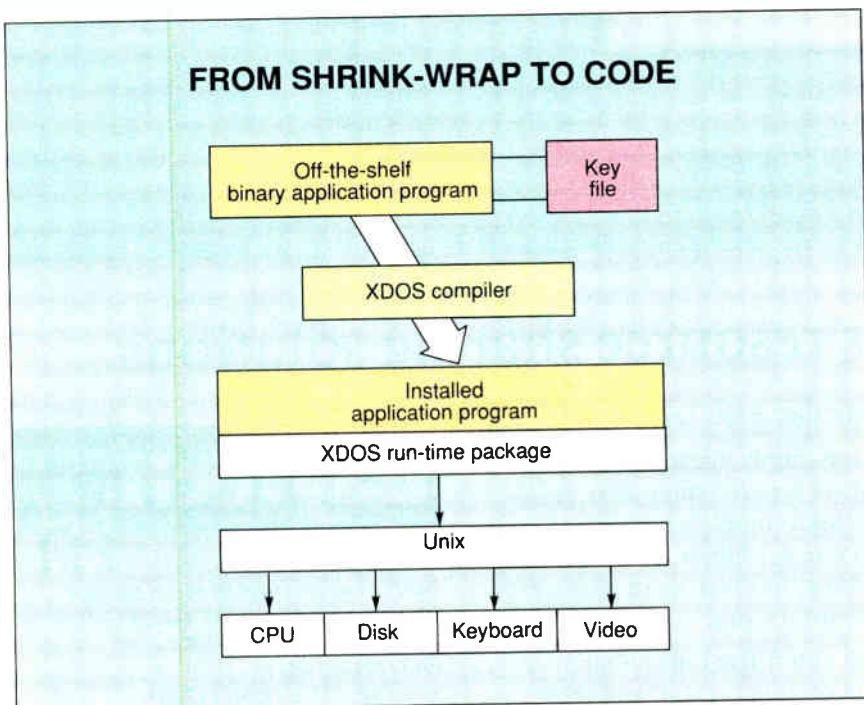 FROM SHRINK-WRAP TO CODE
Off-the-shelf
binary application program
Key
file
XDOS compiler
Installed
application program
XDOS run-time package
Unix
CPU
Disk
Keyboard
Video